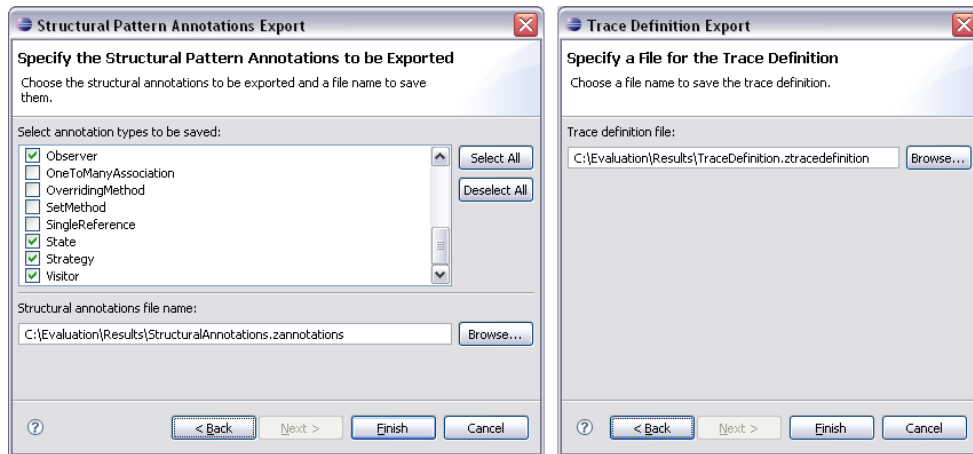 Structural Pattern Annotations Export
Specify the Structural Pattern Annotations to be Exported
Choose the structural annotations to be exported and a file name to save
them.
Select annotation types to be saved:
Observer
OneToManyAssociation
OverridingMethod
SetMethod
SingleReference
State
Strategy
Visitor
Select All
Deselect All
Structural annotations file name:
C:\Evaluation\Results\StructuralAnnotations.zannotations
Browse...
?
< Back
Next >
Finish
Cancel
Trace Definition Export
Specify a File for the Trace Definition
Choose a file name to save the trace definition.
Trace definition file:
C:\Evaluation\Results\TraceDefinition.ztracedefinition
Browse...
?
< Back
Next >
Finish
Cancel